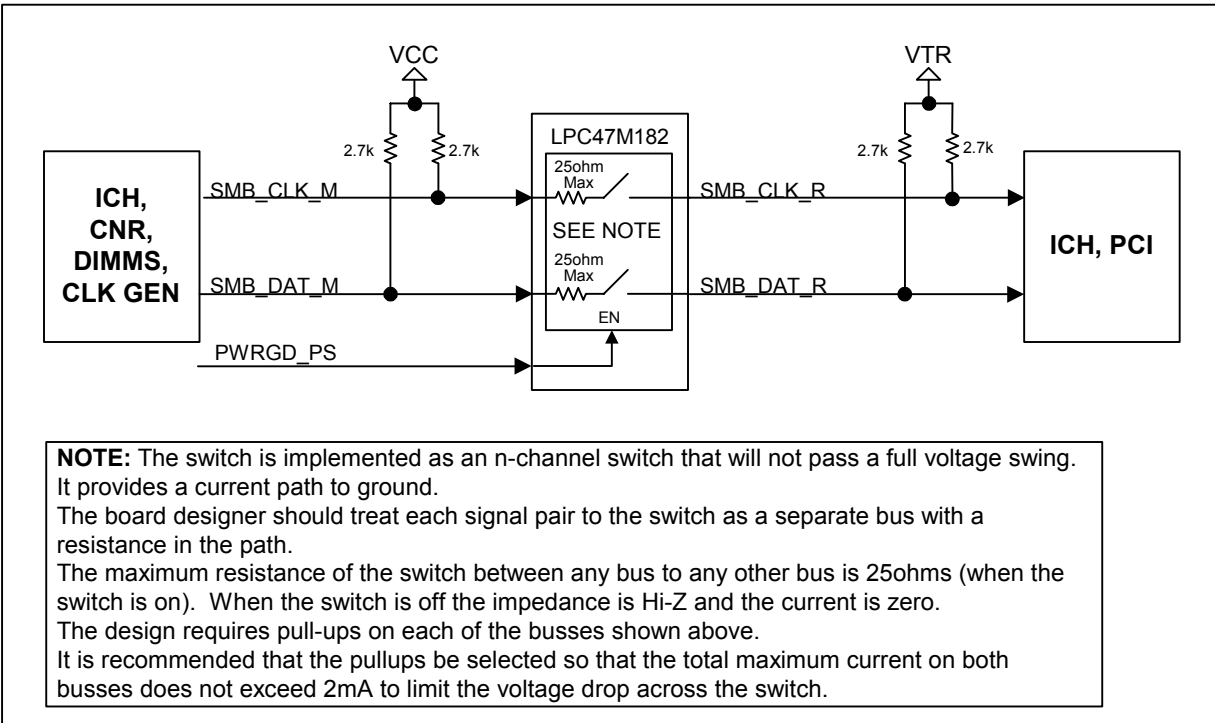 VCC
VTR
LPC47M182
2.7k
2.7k
2.7k
2.7k
25ohm
Max
ICH,
CNR,
DIMMS,
CLK GEN
SMB_CLK_M
SMB_CLK_R
SEE NOTE
ICH, PCI
25ohm
Max
SMB_DAT_M
SMB_DAT_R
EN
PWRGD_PS
NOTE: The switch is implemented as an n-channel switch that will not pass a full voltage swing.
It provides a current path to ground.
The board designer should treat each signal pair to the switch as a separate bus with a
resistance in the path.
The maximum resistance of the switch between any bus to any other bus is 25ohms (when the
switch is on). When the switch is off the impedance is Hi-Z and the current is zero.
The design requires pull-ups on each of the busses shown above.
It is recommended that the pullups be selected so that the total maximum current on both
busses does not exceed 2mA to limit the voltage drop across the switch.